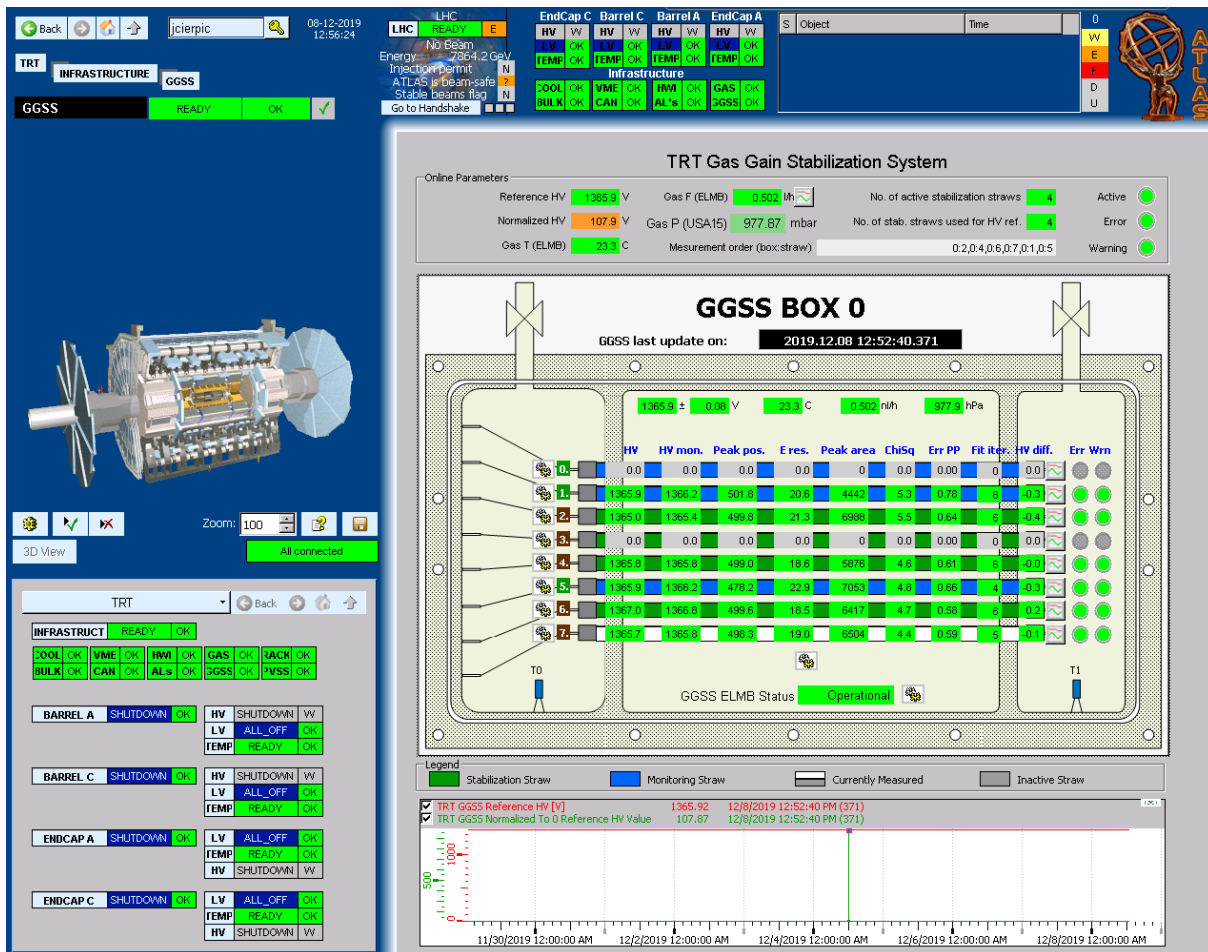 Back
jcierpic
08-12-2019
12:56:24
TRT
INFRASTRUCTURE
GGSS
GGSS READY OK
LHC
LHC READY E
No Beam
Energy 7864.2 GeV
Injection permit N
ATLAS is beam-safe ?
Stable beams flag N
Go to Handshake
EndCap C Barrel C Barrel A EndCap A
HV W HV W HV W HV W
LV OK LV OK LV OK LV OK
TEMP OK TEMP OK TEMP OK TEMP OK
Infrastructure
COOL OK VME OK HWI OK GAS OK
BULK OK CAN OK AL's OK GGSS OK
S Object Time
0
W
E
F
D
U
ATLAS
TRT Gas Gain Stabilization System
Online Parameters
Reference HV 1365.9 V Gas F (ELMB) 0.502 l/h No. of active stabilization straws 4 Active
Normalized HV 107.9 V Gas P (USA15) 977.87 mbar No. of stab. straws used for HV ref. 4 Error
Gas T (ELMB) 23.3 C Mesurement order (box:straw) 0:2,0:4,0:6,0:7,0:1,0:5 Warning
GGSS BOX 0
GGSS last update on: 2019.12.08 12:52:40.371
1365.9 ± 0.08 V 23.3 C 0.502 nl/h 977.9 hPa
HV HV mon. Peak pos. E res. Peak area ChiSq Err PP Fit iter. HV diff. Err Wrn
0. 0.0 0.0 0.0 0.0 0 0.0 0.00 0 0.0
1. 1365.9 1366.2 501.8 20.6 4442 5.3 0.78 8 -0.3
2. 1365.0 1365.4 499.8 21.3 6988 5.5 0.64 6 -0.4
3. 0.0 0.0 0.0 0.0 0 0.0 0.00 0 0.0
4. 1365.8 1365.8 499.0 18.6 5876 4.6 0.61 6 -0.0
5. 1365.9 1366.2 478.2 22.9 7053 4.8 0.66 4 -0.3
6. 1367.0 1366.8 499.6 18.5 6417 4.7 0.58 6 0.2
7. 1365.7 1365.8 498.3 19.0 6504 4.4 0.59 5 -0.1
T0 T1
GGSS ELMB Status Operational
Legend
Stabilization Straw Monitoring Straw Currently Measured Inactive Straw
TRT GGSS Reference HV [V] 1365.92 12/8/2019 12:52:40 PM (371)
TRT GGSS Normalized To 0 Reference HV Value 107.87 12/8/2019 12:52:40 PM (371)
1000
500
0
11/30/2019 12:00:00 AM 12/2/2019 12:00:00 AM 12/4/2019 12:00:00 AM 12/6/2019 12:00:00 AM 12/8/2019 12:00:00 AM
Zoom: 100
3D View All connected
TRT Back
INFRASTRUCT READY OK
COOL OK VME OK HWI OK GAS OK RACK OK
BULK OK CAN OK ALs OK GGSS OK PVSS OK
BARREL A SHUTDOWN OK HV SHUTDOWN W
LV ALL_OFF OK
TEMP READY OK
BARREL C SHUTDOWN OK HV SHUTDOWN W
LV ALL_OFF OK
TEMP READY OK
ENDCAP A SHUTDOWN OK LV ALL_OFF OK
TEMP READY OK
HV SHUTDOWN W
ENDCAP C SHUTDOWN OK LV ALL_OFF OK
TEMP READY OK
HV SHUTDOWN W